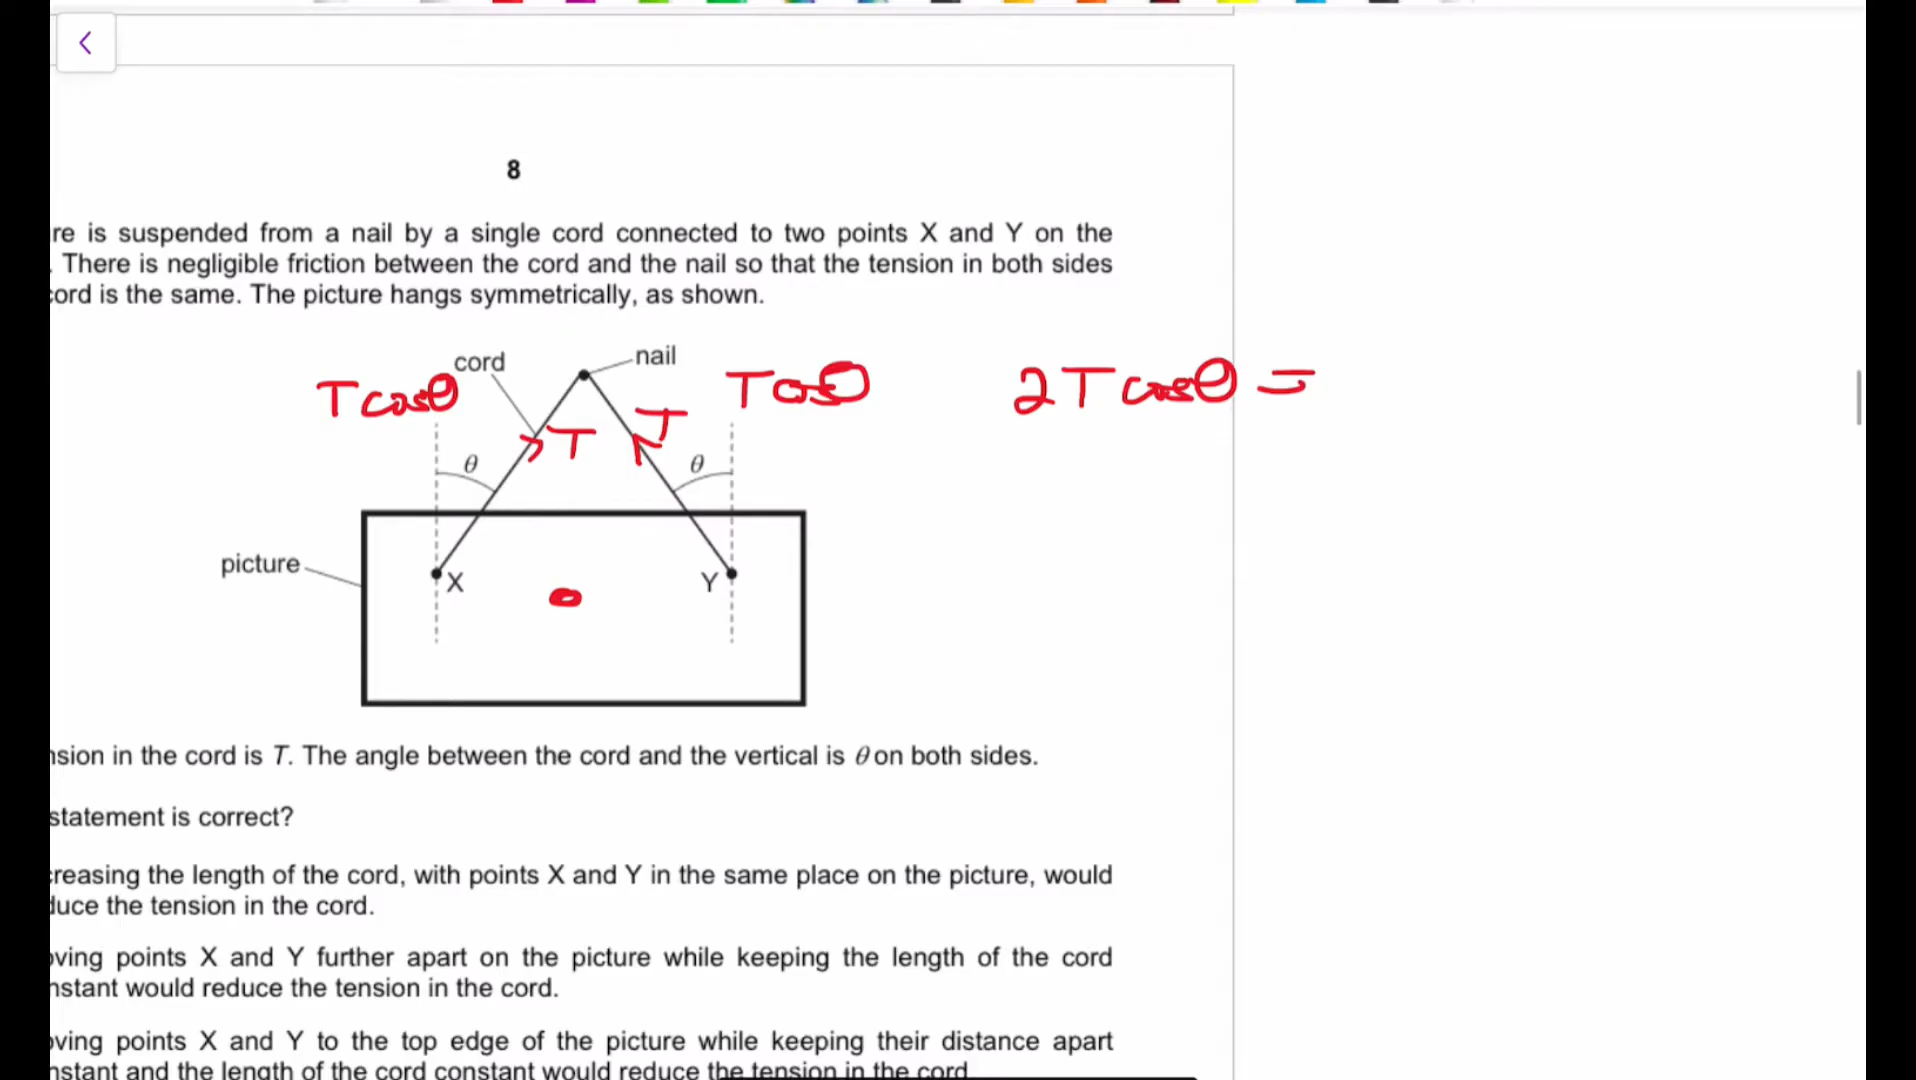 8
re is suspended from a nail by a single cord connected to two points X and Y on the
. There is negligible friction between the cord and the nail so that the tension in both sides
cord is the same. The picture hangs symmetrically, as shown.
cord
nail
T cosθ
T cosθ
2T cosθ =
T
T
θ
θ
picture
X
Y
nsion in the cord is T. The angle between the cord and the vertical is θ on both sides.
statement is correct?
creasing the length of the cord, with points X and Y in the same place on the picture, would
duce the tension in the cord.
oving points X and Y further apart on the picture while keeping the length of the cord
nstant would reduce the tension in the cord.
oving points X and Y to the top edge of the picture while keeping their distance apart
nstant and the length of the cord constant would reduce the tension in the cord